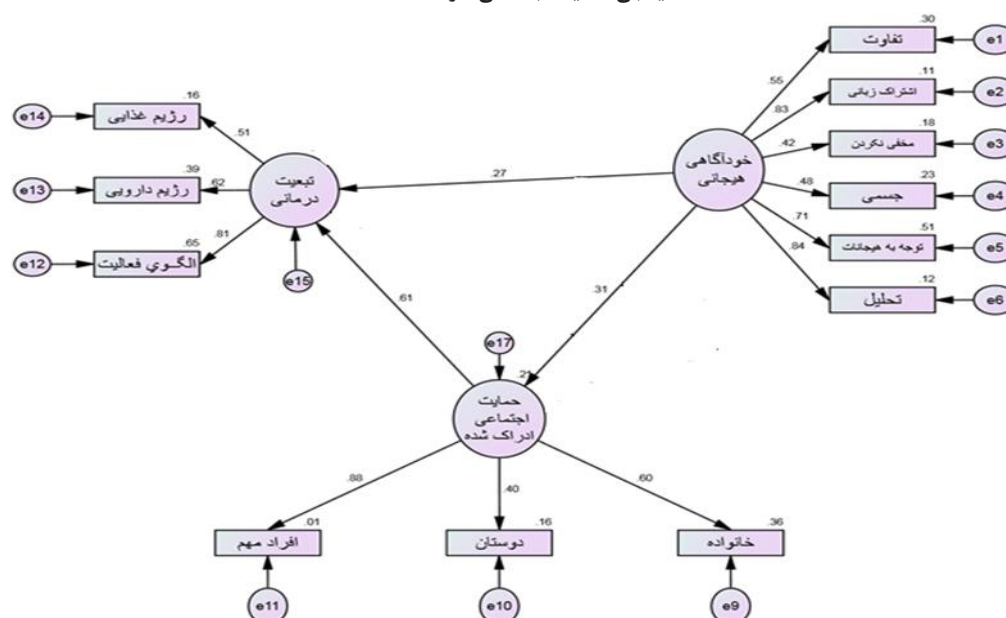 .30
تفاوت
e1
.55
.11
اشتراک زبانی
e2
.83
.18
مخفی نکردن
e3
.42
.23
جسمی
e4
.48
.51
توجه به هیجانات
e5
.71
.12
تحلیل
e6
.84
خودآگاهی
هیجانی
.27
.31
.16
رژیم غذایی
e14
.51
.39
رژیم دارویی
e13
.62
.65
الگوي فعالیت
e12
.81
تبعیت
درمانی
e15
.61
e17
.21
حمایت
اجتماعی
ادراک شده
.60
.40
.88
.36
خانواده
e9
.16
دوستان
e10
.01
افراد مهم
e11